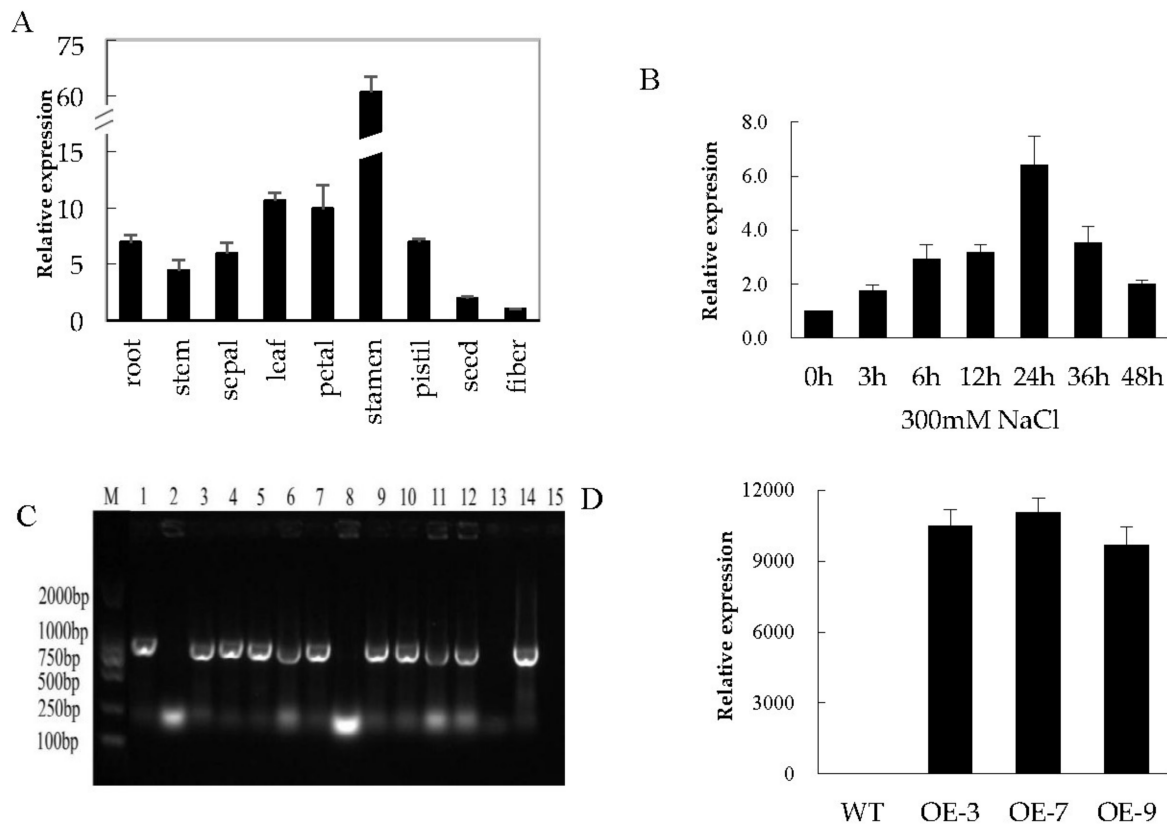 A
75
60
15
10
5
0
Relative expression
root
stem
sepal
leaf
petal
stamen
pistil
seed
fiber
B
8.0
6.0
4.0
2.0
0.0
Relative expresion
0h 3h 6h 12h 24h 36h 48h
300mM NaCl
C
M 1 2 3 4 5 6 7 8 9 10 11 12 13 14 15
2000bp
1000bp
750bp
500bp
250bp
100bp
D
12000
9000
6000
3000
0
Relative expression
WT OE-3 OE-7 OE-9